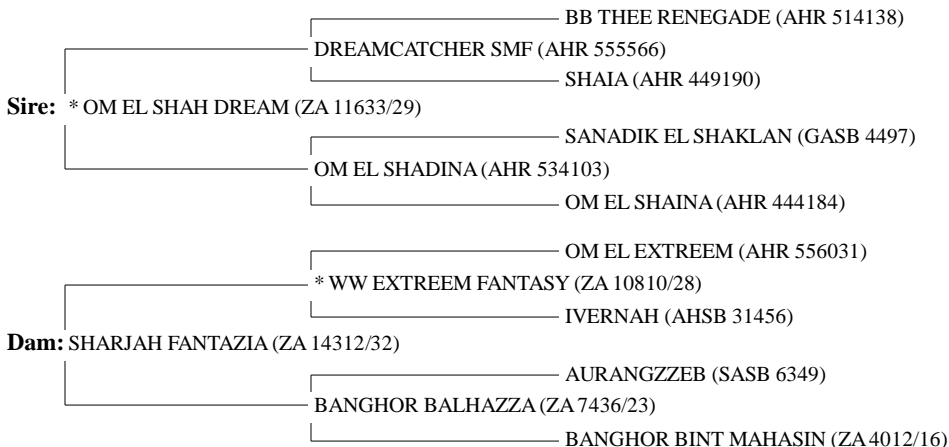 BB THEE RENEGADE (AHR 514138)
DREAMCATCHER SMF (AHR 555566)
SHAIA (AHR 449190)
Sire: * OM EL SHAH DREAM (ZA 11633/29)
SANADIK EL SHAKLAN (GASB 4497)
OM EL SHADINA (AHR 534103)
OM EL SHAINA (AHR 444184)
OM EL EXTREEM (AHR 556031)
* WW EXTREEM FANTASY (ZA 10810/28)
IVERNAH (AHSB 31456)
Dam: SHARJAH FANTAZIA (ZA 14312/32)
AURANGZZEB (SASB 6349)
BANGHOR BALHAZZA (ZA 7436/23)
BANGHOR BINT MAHASIN (ZA 4012/16)